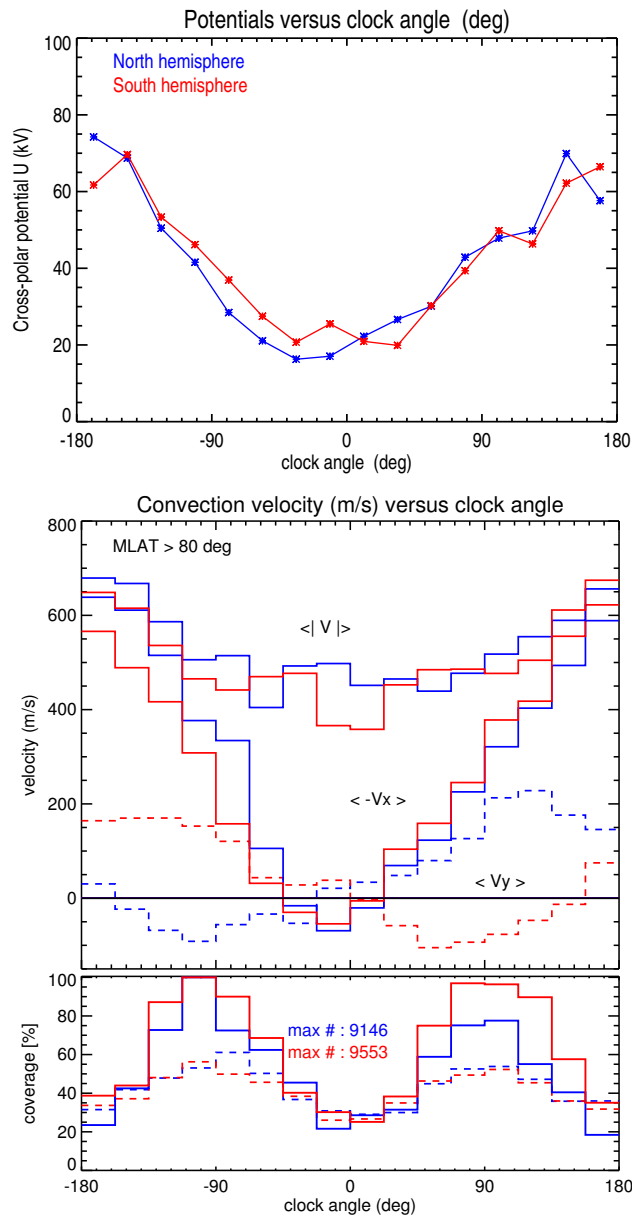 Potentials versus clock angle (deg)
North hemisphere
South hemisphere
Cross-polar potential U (kV)
100
80
60
40
20
0
-180
-90
0
90
180
clock angle (deg)
Convection velocity (m/s) versus clock angle
MLAT > 80 deg
<| V |>
< -Vx >
< Vy >
velocity (m/s)
800
600
400
200
0
max # : 9146
max # : 9553
coverage [%]
100
80
60
40
20
0
-180
-90
0
90
180
clock angle (deg)